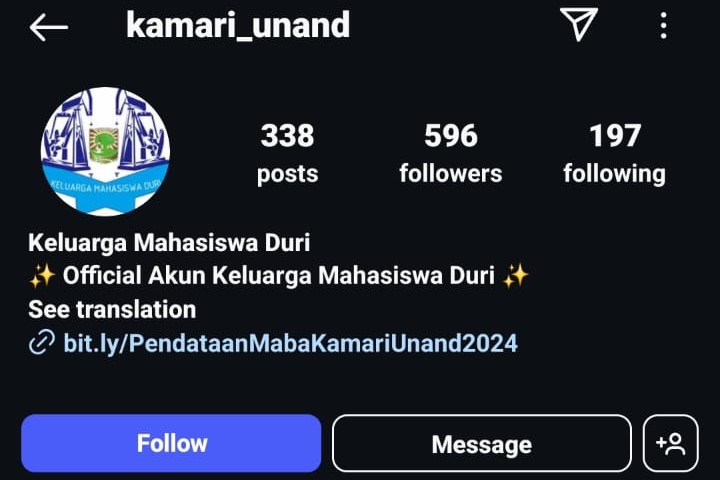 kamari_unand
338 596 197
posts followers following
KELUARGA MAHASISWA DURI
Keluarga Mahasiswa Duri
✨ Official Akun Keluarga Mahasiswa Duri ✨
See translation
bit.ly/PendataanMabaKamariUnand2024
Follow Message